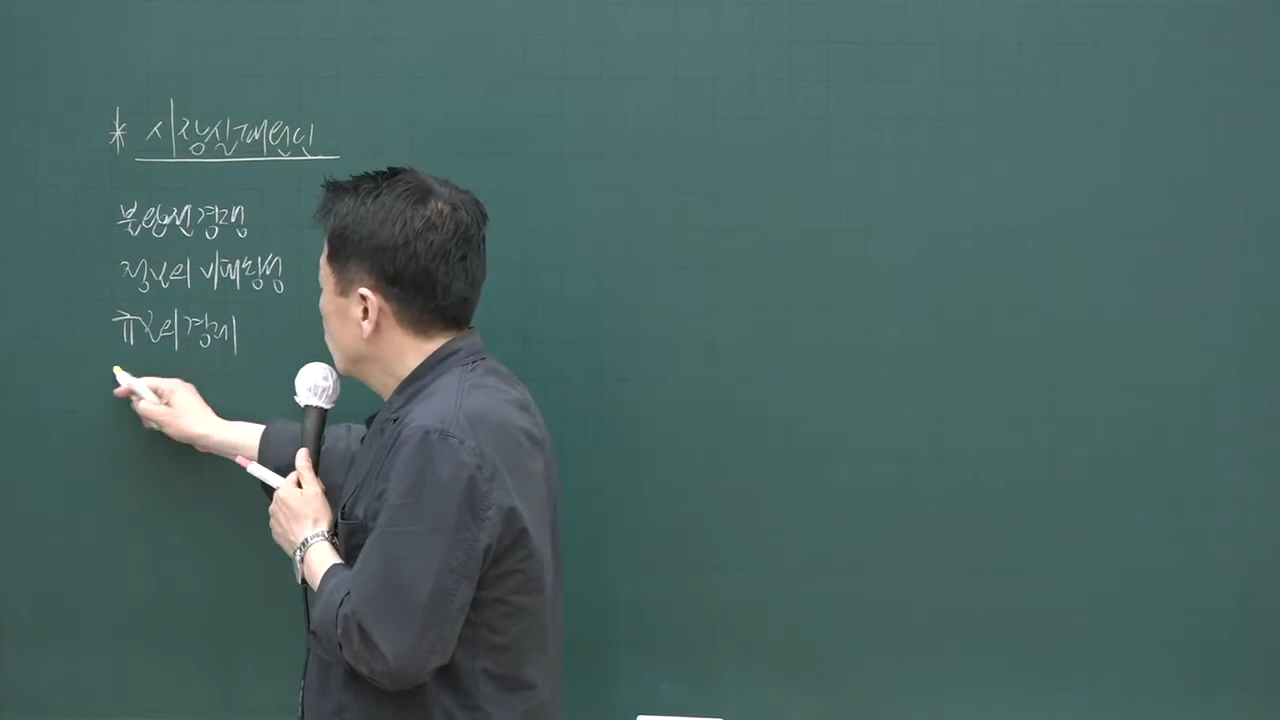 * 시장실패원인
불완전경쟁
정보의 비대칭성
규모의경제